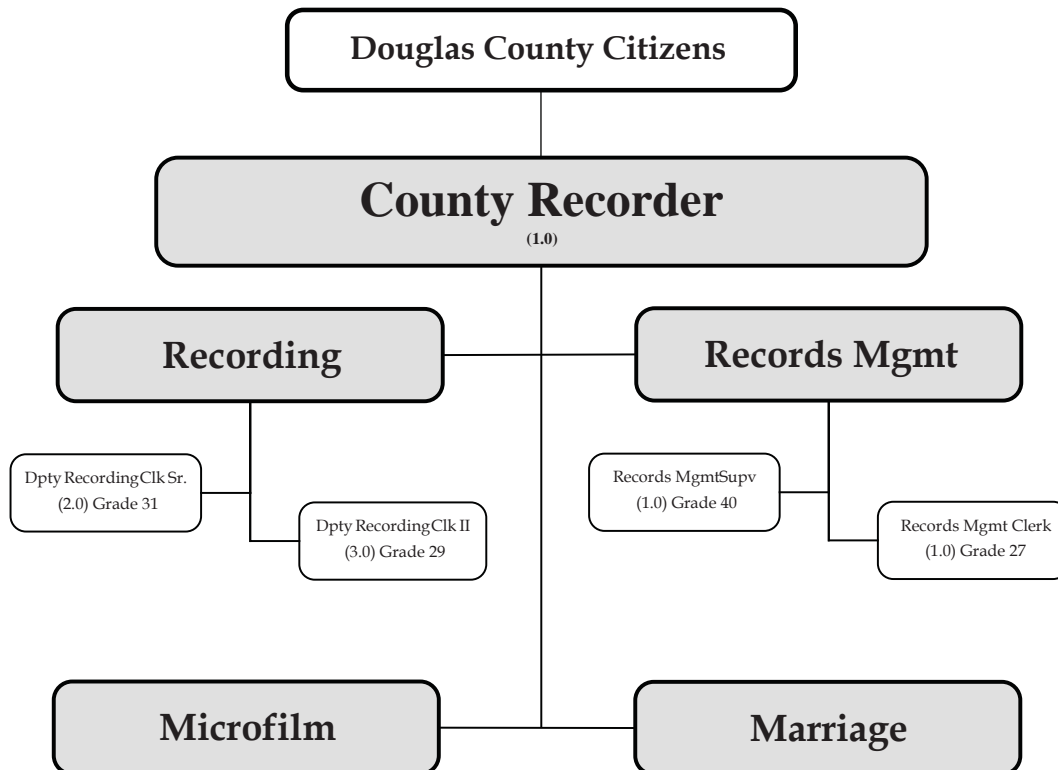 Douglas County Citizens
County Recorder
(1.0)
Recording
Records Mgmt
Dpty RecordingClk Sr.
(2.0) Grade 31
Dpty RecordingClk II
(3.0) Grade 29
Records MgmtSupv
(1.0) Grade 40
Records Mgmt Clerk
(1.0) Grade 27
Microfilm
Marriage